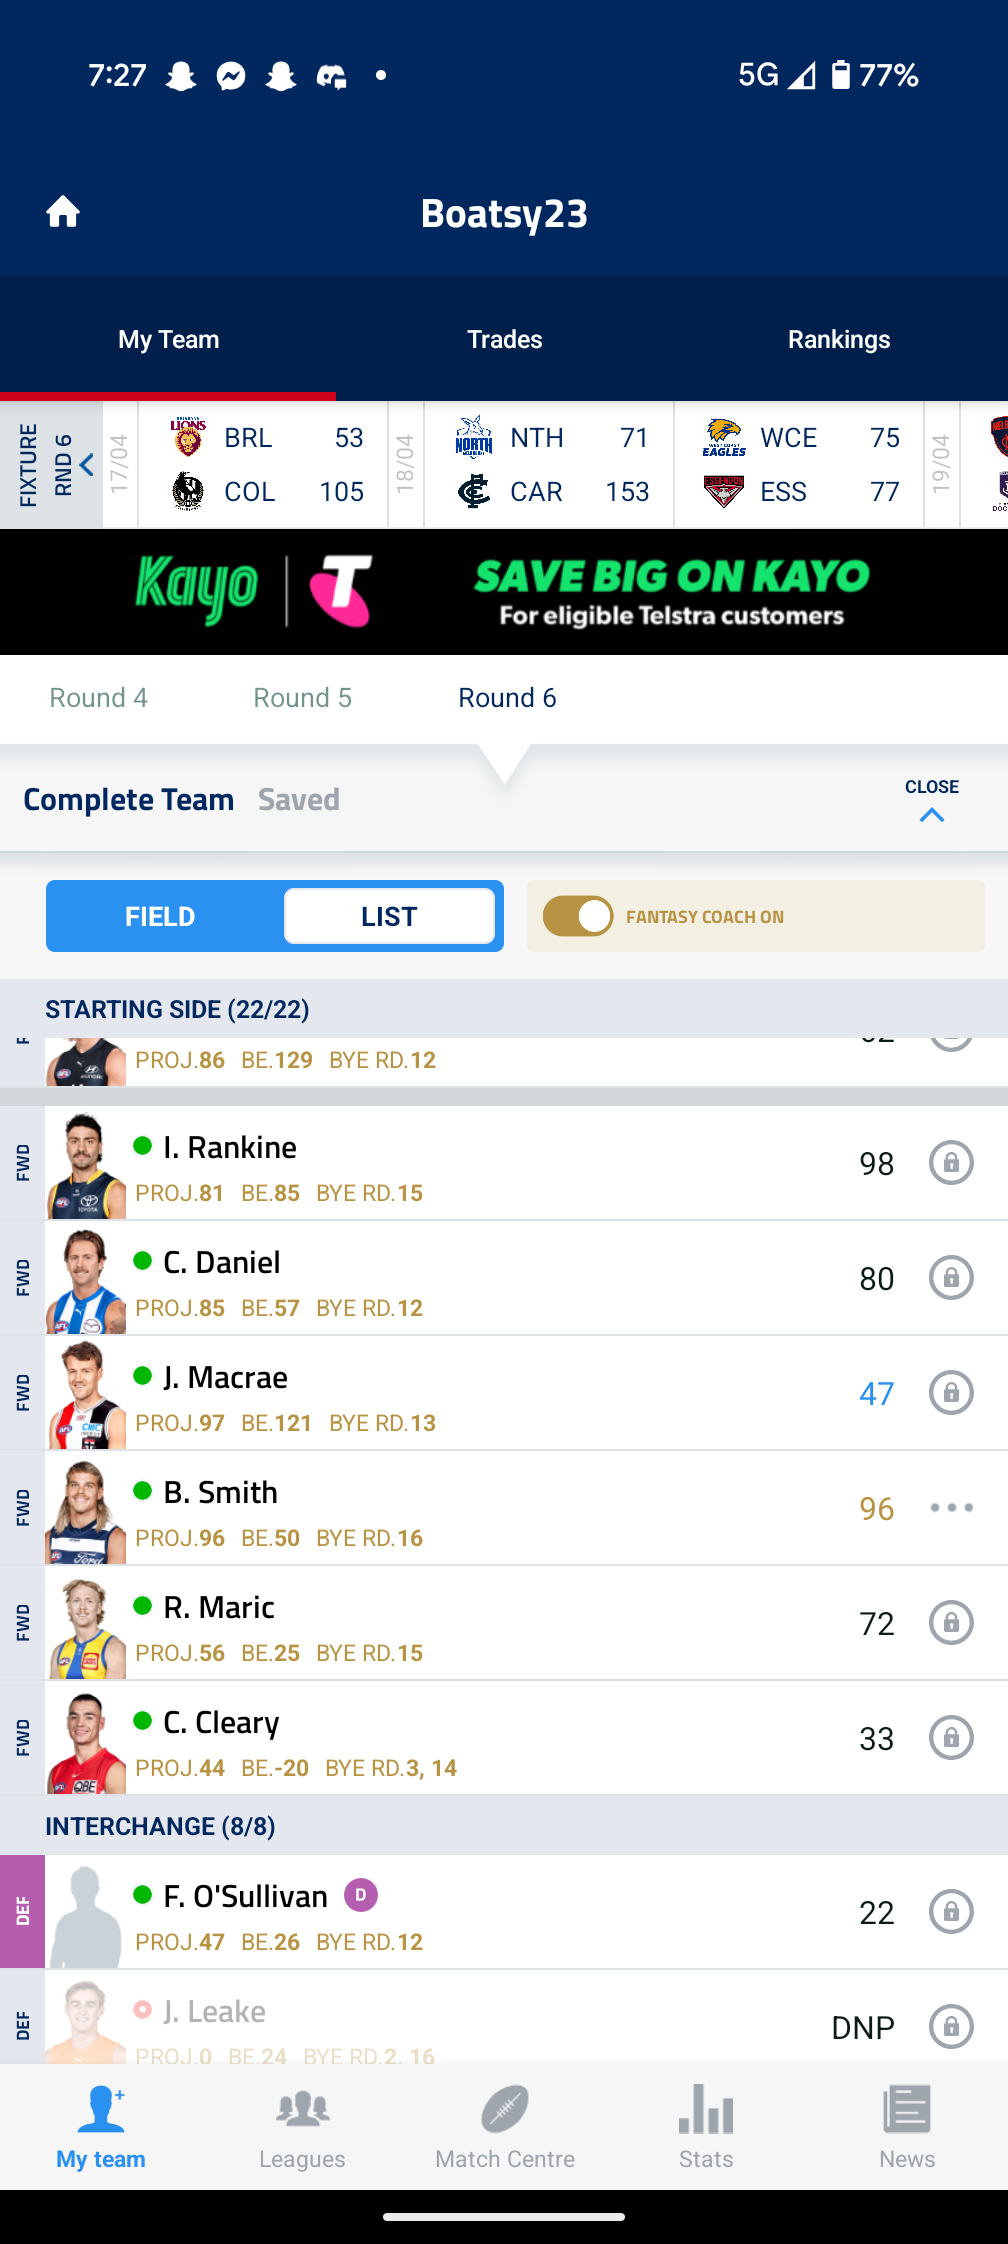 7:27 5G 77%
Boatsy23
My Team Trades Rankings
FIXTURE
RND 6
17/04
BRL 53
COL 105
18/04
NTH 71
CAR 153
WCE 75
ESS 77
19/04
Kayo T SAVE BIG ON KAYO
For eligible Telstra customers
Round 4 Round 5 Round 6
Complete Team Saved CLOSE
FIELD LIST FANTASY COACH ON
STARTING SIDE (22/22)
PROJ.86 BE.129 BYE RD.12
FWD I. Rankine 98
PROJ.81 BE.85 BYE RD.15
FWD C. Daniel 80
PROJ.85 BE.57 BYE RD.12
FWD J. Macrae 47
PROJ.97 BE.121 BYE RD.13
FWD B. Smith 96
PROJ.96 BE.50 BYE RD.16
FWD R. Maric 72
PROJ.56 BE.25 BYE RD.15
FWD C. Cleary 33
PROJ.44 BE.-20 BYE RD.3, 14
INTERCHANGE (8/8)
DEF F. O'Sullivan D 22
PROJ.47 BE.26 BYE RD.12
DEF J. Leake DNP
PROJ.0 BE.24 BYE RD.2, 16
My team Leagues Match Centre Stats News